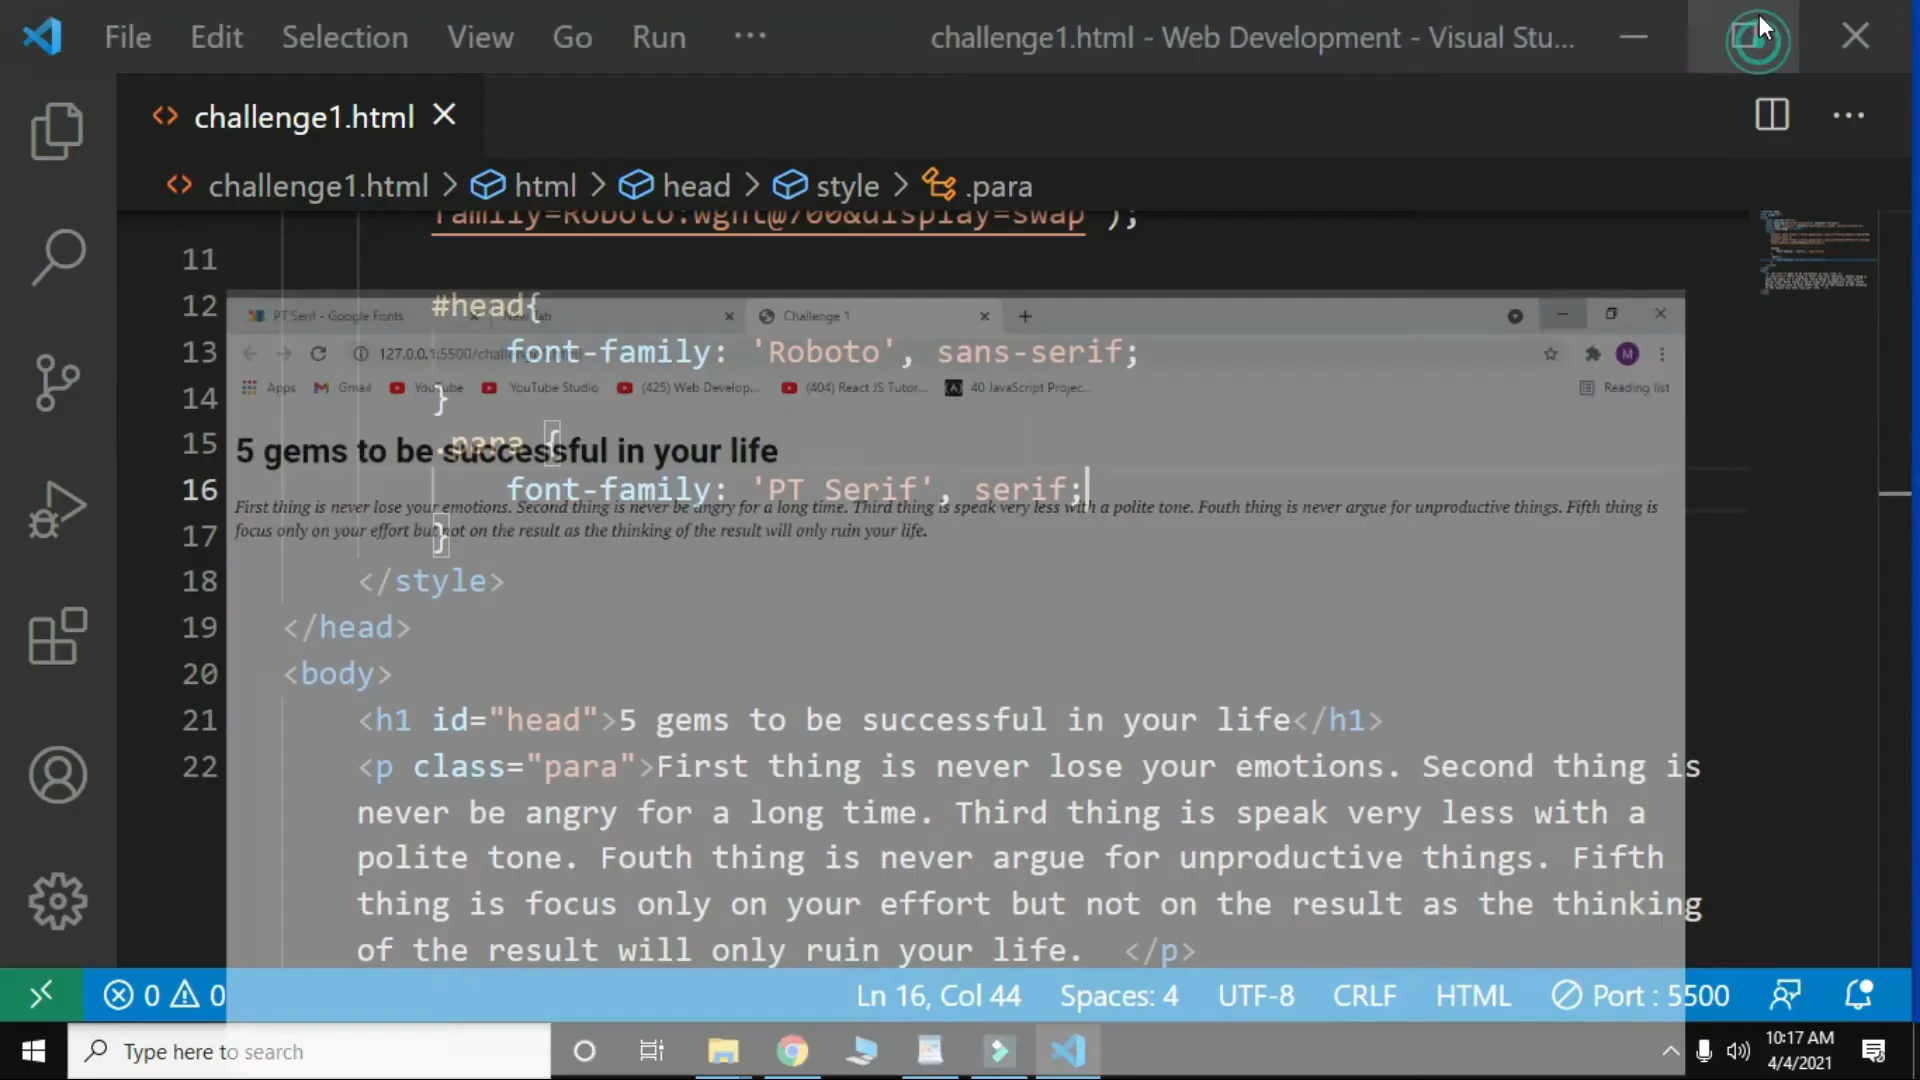 File Edit Selection View Go Run ··· challenge1.html - Web Development - Visual Stu...
challenge1.html
challenge1.html > html > head > style > .para
family=Roboto:wght@700&display=swap');
11
12 #head{
13 font-family: 'Roboto', sans-serif;
14 }
15 .para {
16 font-family: 'PT Serif', serif;
17 }
18 </style>
19 </head>
20 <body>
21 <h1 id="head">5 gems to be successful in your life</h1>
22 <p class="para">First thing is never lose your emotions. Second thing is
never be angry for a long time. Third thing is speak very less with a
polite tone. Fouth thing is never argue for unproductive things. Fifth
thing is focus only on your effort but not on the result as the thinking
of the result will only ruin your life. </p>
PT Serif - Google Fonts New Tab Challenge 1
127.0.0.1:5500/
Apps Gmail YouTube YouTube Studio (425) Web Develop... (404) React JS Tutor... 40 JavaScript Projec... Reading list
M
5 gems to be successful in your life
First thing is never lose your emotions. Second thing is never be angry for a long time. Third thing is speak very less with a polite tone. Fouth thing is never argue for unproductive things. Fifth thing is
focus only on your effort but not on the result as the thinking of the result will only ruin your life.
0 0 Ln 16, Col 44 Spaces: 4 UTF-8 CRLF HTML Port : 5500
Type here to search
10:17 AM
4/4/2021